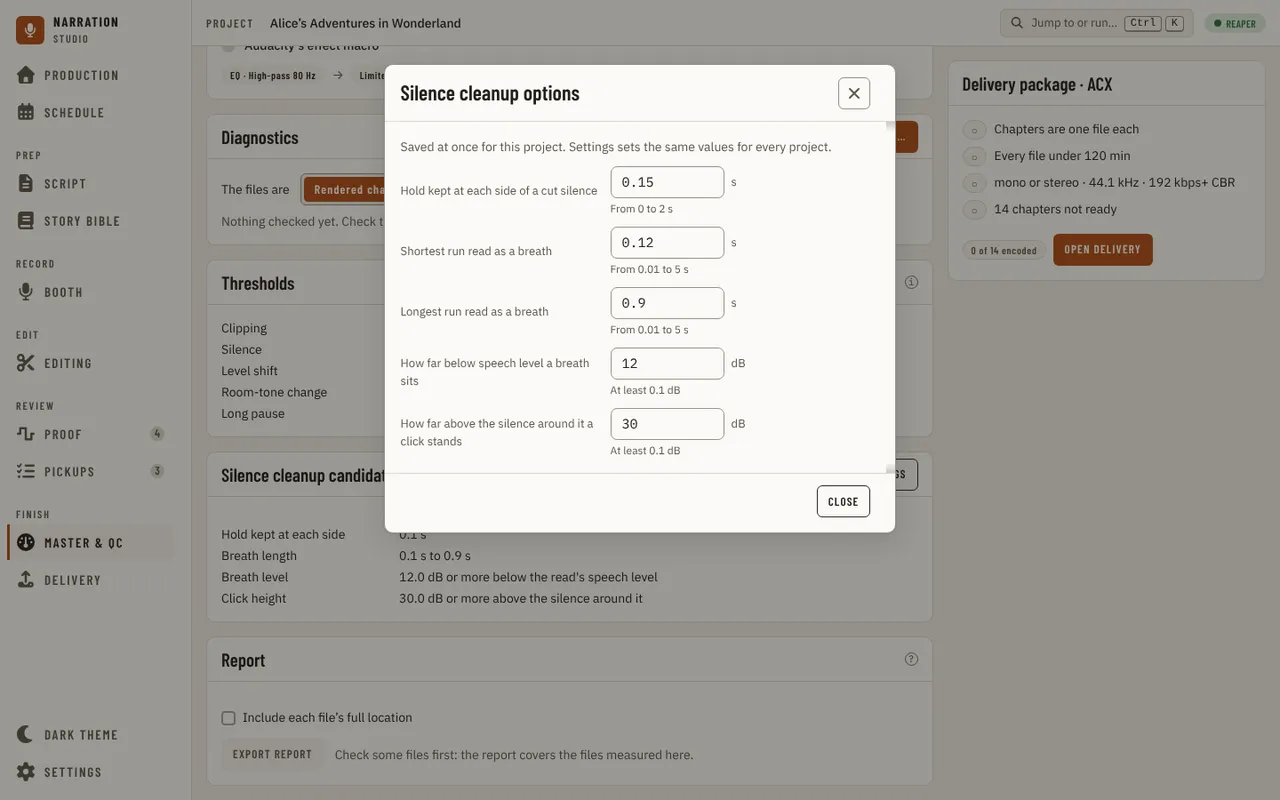 NARRATION
STUDIO
PRODUCTION
SCHEDULE
PREP
SCRIPT
STORY BIBLE
RECORD
BOOTH
EDIT
EDITING
REVIEW
PROOF 4
PICKUPS 3
FINISH
MASTER & QC
DELIVERY
DARK THEME
SETTINGS
PROJECT Alice's Adventures in Wonderland
Jump to or run... Ctrl K
REAPER
Audacity's effect macro
EQ · High-pass 80 Hz → Limite
Diagnostics
The files are Rendered cha
Nothing checked yet. Check t
Thresholds
Clipping
Silence
Level shift
Room-tone change
Long pause
Silence cleanup candidat
GS
Hold kept at each side 0.1 s
Breath length 0.1 s to 0.9 s
Breath level 12.0 dB or more below the read's speech level
Click height 30.0 dB or more above the silence around it
Report
Include each file's full location
EXPORT REPORT Check some files first: the report covers the files measured here.
Silence cleanup options
Saved at once for this project. Settings sets the same values for every project.
Hold kept at each side of a cut silence 0.15 s
From 0 to 2 s
Shortest run read as a breath 0.12 s
From 0.01 to 5 s
Longest run read as a breath 0.9 s
From 0.01 to 5 s
How far below speech level a breath
sits
12 dB
At least 0.1 dB
How far above the silence around it a
click stands
30 dB
At least 0.1 dB
CLOSE
Delivery package · ACX
Chapters are one file each
Every file under 120 min
mono or stereo · 44.1 kHz · 192 kbps+ CBR
14 chapters not ready
0 of 14 encoded
OPEN DELIVERY